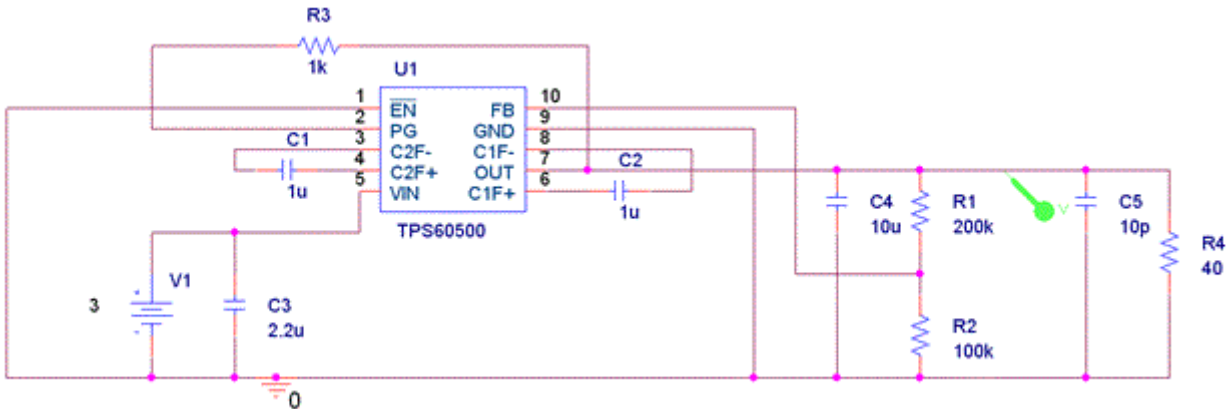 R3
1k
U1
1
10
EN
FB
2
9
PG
GND
3
8
C1
C2F-
C1F-
C2
4
7
C2F+
OUT
5
6
1u
VIN
C1F+
1u
C4
R1
V
C5
10u
200k
10p
TPS60500
R4
40
V1
3
C3
2.2u
R2
100k
0